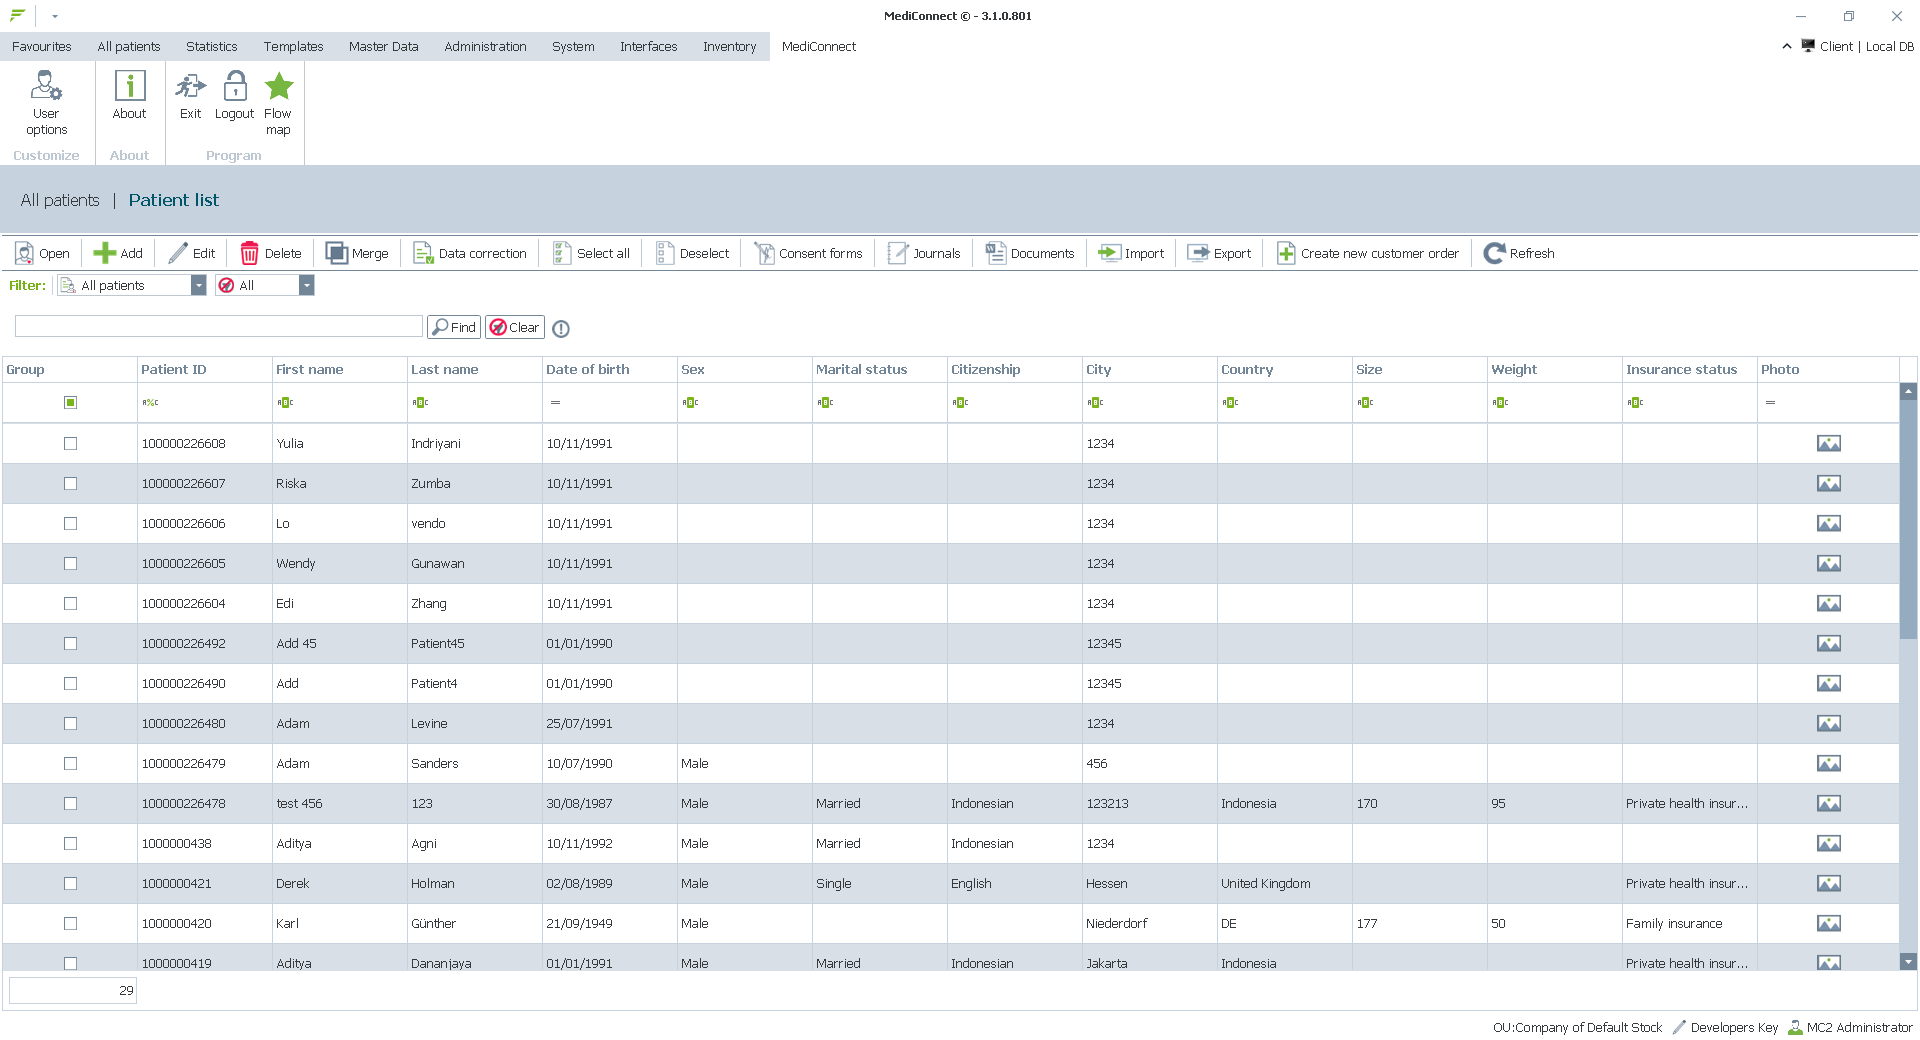 MediConnect © - 3.1.0.801
Favourites All patients Statistics Templates Master Data Administration System Interfaces Inventory MediConnect Client | Local DB
User options About Exit Logout Flow map
Customize About Program
All patients | Patient list
Open Add Edit Delete Merge Data correction Select all Deselect Consent forms Journals Documents Import Export Create new customer order Refresh
Filter: All patients All
Find Clear
Group Patient ID First name Last name Date of birth Sex Marital status Citizenship City Country Size Weight Insurance status Photo
100000226608 Yulia Indriyani 10/11/1991 1234
100000226607 Riska Zumba 10/11/1991 1234
100000226606 Lo vendo 10/11/1991 1234
100000226605 Wendy Gunawan 10/11/1991 1234
100000226604 Edi Zhang 10/11/1991 1234
100000226492 Add 45 Patient45 01/01/1990 12345
100000226490 Add Patient4 01/01/1990 12345
100000226480 Adam Levine 25/07/1991 1234
100000226479 Adam Sanders 10/07/1990 Male 456
100000226478 test 456 123 30/08/1987 Male Married Indonesian 123213 Indonesia 170 95 Private health insur...
1000000438 Aditya Agni 10/11/1992 Male Married Indonesian 1234
1000000421 Derek Holman 02/08/1989 Male Single English Hessen United Kingdom Private health insur...
1000000420 Karl Günther 21/09/1949 Male Niederdorf DE 177 50 Family insurance
1000000419 Aditya Dananjaya 01/01/1991 Male Married Indonesian Jakarta Indonesia Private health insur...
29
OU:Company of Default Stock Developers Key MC2 Administrator